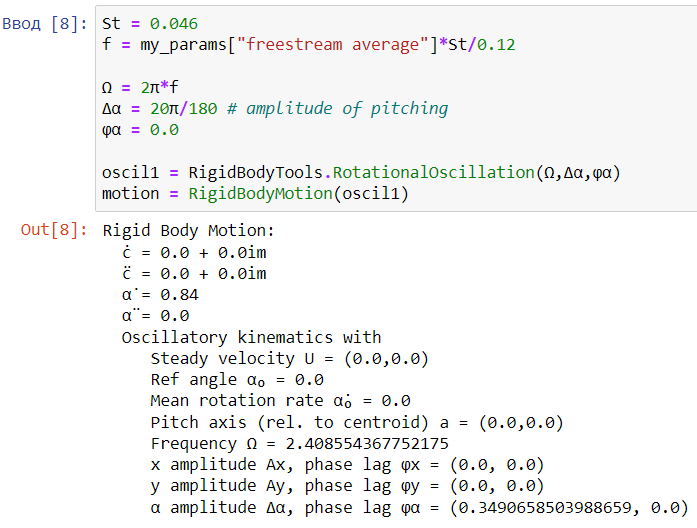 Ввод [8]: St = 0.046
f = my_params["freestream average"]*St/0.12
Ω = 2π*f
Δα = 20π/180 # amplitude of pitching
φα = 0.0
oscil1 = RigidBodyTools.RotationalOscillation(Ω,Δα,φα)
motion = RigidBodyMotion(oscil1)
Out[8]: Rigid Body Motion:
ċ = 0.0 + 0.0im
c̈ = 0.0 + 0.0im
α̇ = 0.84
α̈ = 0.0
Oscillatory kinematics with
Steady velocity U = (0.0,0.0)
Ref angle α₀ = 0.0
Mean rotation rate α̇₀ = 0.0
Pitch axis (rel. to centroid) a = (0.0,0.0)
Frequency Ω = 2.408554367752175
x amplitude Ax, phase lag φx = (0.0, 0.0)
y amplitude Ay, phase lag φy = (0.0, 0.0)
α amplitude Δα, phase lag φα = (0.3490658503988659, 0.0)